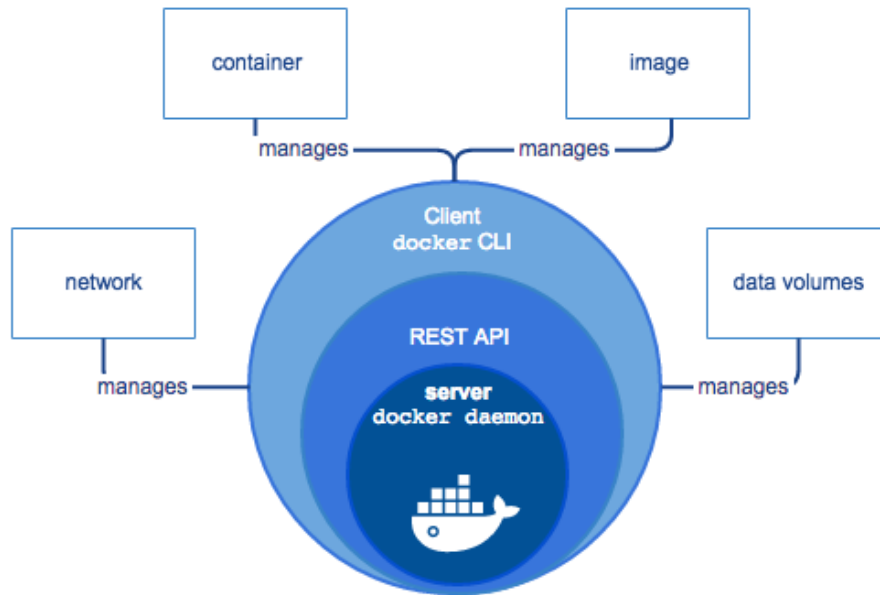 container
image
manages
manages
Client
docker CLI
network
data volumes
REST API
manages
manages
server
docker daemon